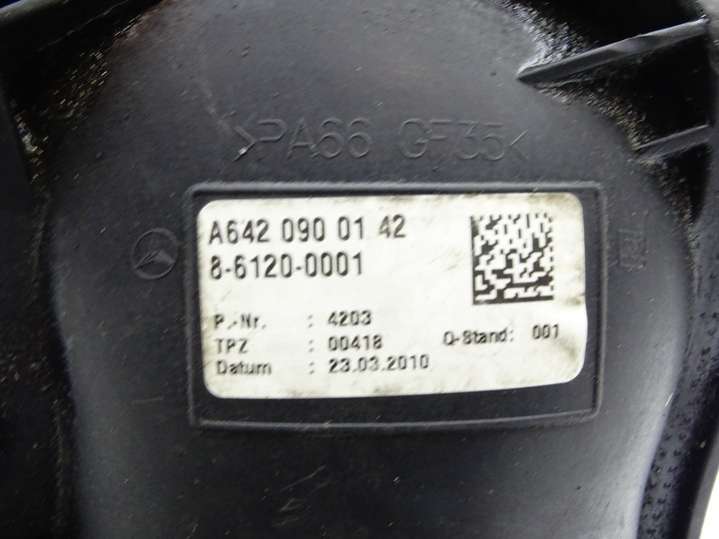 >PA66 GF35<
A642 090 01 42
8-6120-0001
P.-Nr. : 4203
TPZ : 00418 Q-Stand: 001
Datum : 23.03.2010